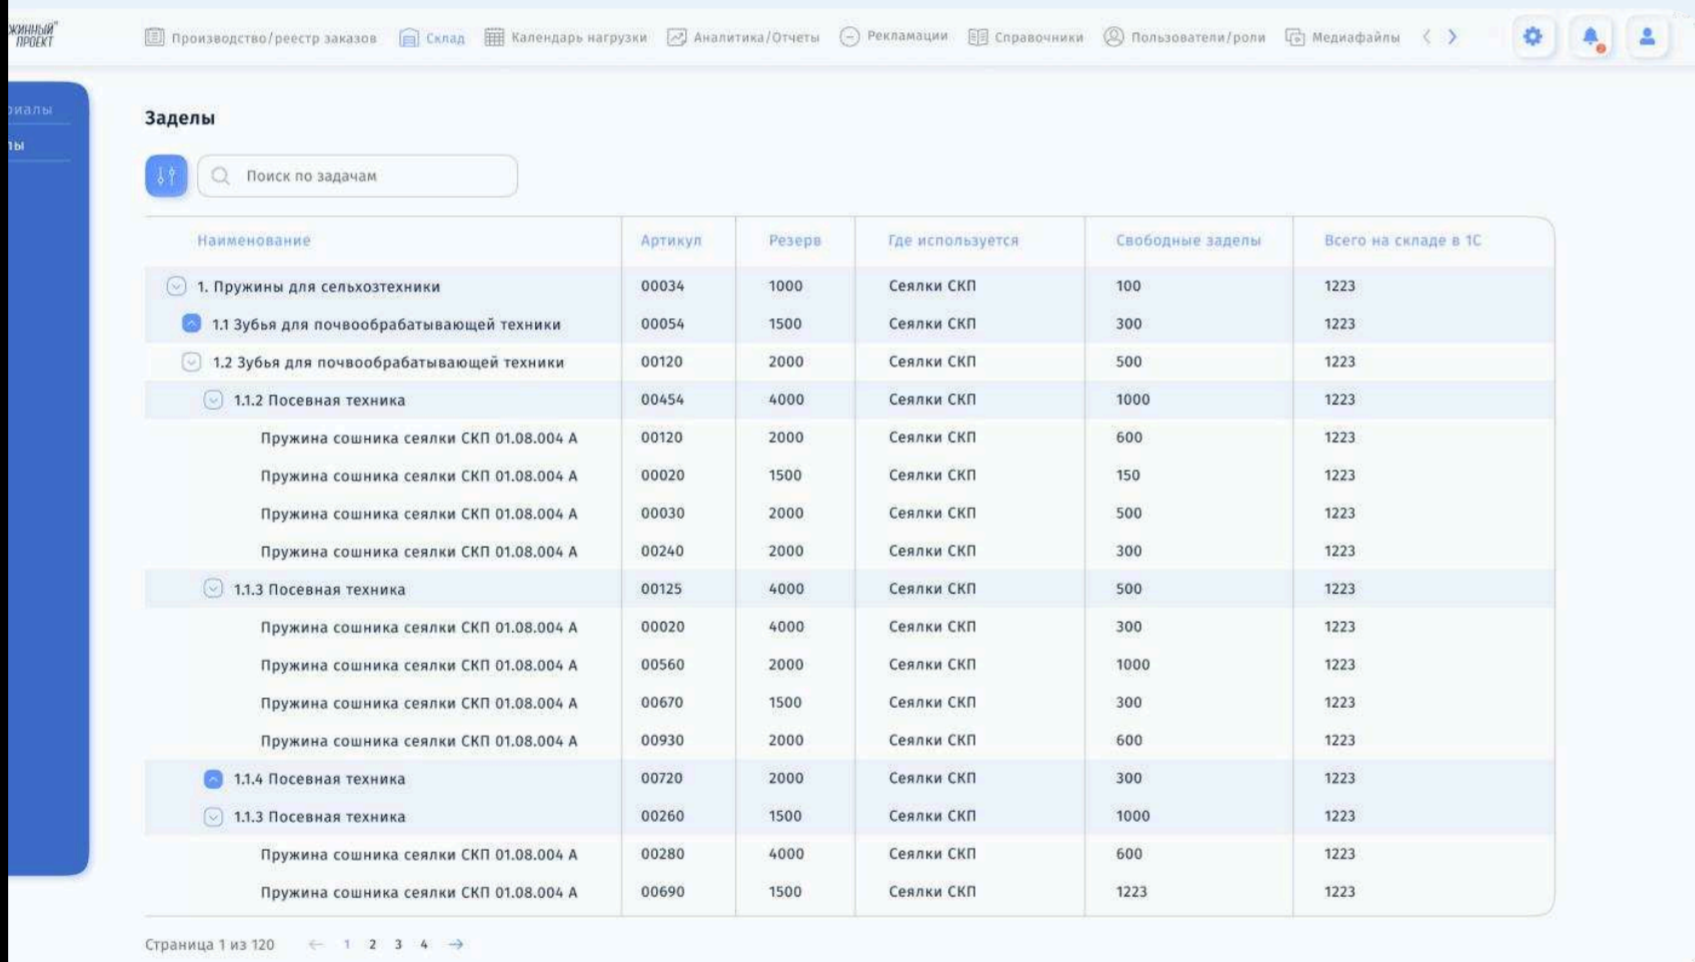 ПРОЕКТ
Производство/реестр заказов Склад Календарь нагрузки Аналитика/Отчеты Рекламации Справочники Пользователи/роли Медиафайлы
Заделы
Поиск по задачам
Наименование Артикул Резерв Где используется Свободные заделы Всего на складе в 1С
1. Пружины для сельхозтехники 00034 1000 Сеялки СКП 100 1223
1.1 Зубья для почвообрабатывающей техники 00054 1500 Сеялки СКП 300 1223
1.2 Зубья для почвообрабатывающей техники 00120 2000 Сеялки СКП 500 1223
1.1.2 Посевная техника 00454 4000 Сеялки СКП 1000 1223
Пружина сошника сеялки СКП 01.08.004 А 00120 2000 Сеялки СКП 600 1223
Пружина сошника сеялки СКП 01.08.004 А 00020 1500 Сеялки СКП 150 1223
Пружина сошника сеялки СКП 01.08.004 А 00030 2000 Сеялки СКП 500 1223
Пружина сошника сеялки СКП 01.08.004 А 00240 2000 Сеялки СКП 300 1223
1.1.3 Посевная техника 00125 4000 Сеялки СКП 500 1223
Пружина сошника сеялки СКП 01.08.004 А 00020 4000 Сеялки СКП 300 1223
Пружина сошника сеялки СКП 01.08.004 А 00560 2000 Сеялки СКП 1000 1223
Пружина сошника сеялки СКП 01.08.004 А 00670 1500 Сеялки СКП 300 1223
Пружина сошника сеялки СКП 01.08.004 А 00930 2000 Сеялки СКП 600 1223
1.1.4 Посевная техника 00720 2000 Сеялки СКП 300 1223
1.1.3 Посевная техника 00260 1500 Сеялки СКП 1000 1223
Пружина сошника сеялки СКП 01.08.004 А 00280 4000 Сеялки СКП 600 1223
Пружина сошника сеялки СКП 01.08.004 А 00690 1500 Сеялки СКП 1223 1223
Страница 1 из 120 ← 1 2 3 4 →